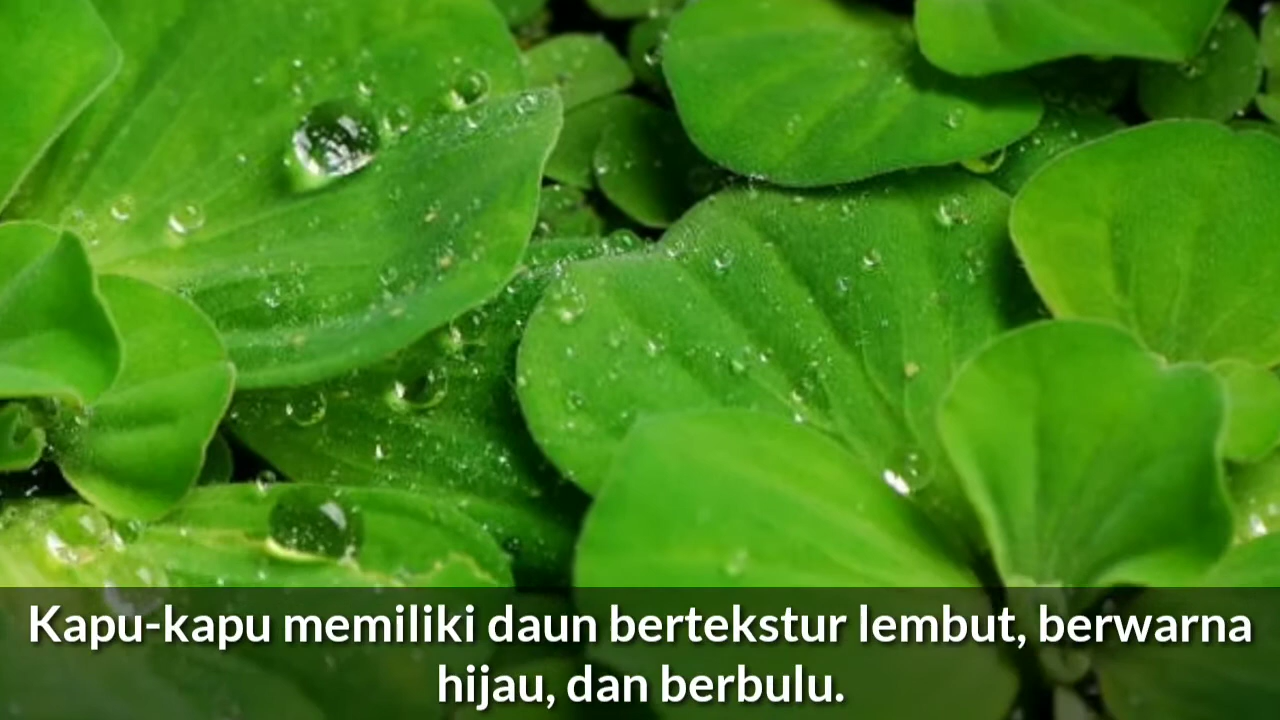 Kapu-kapu memiliki daun bertekstur lembut, berwarna
hijau, dan berbulu.